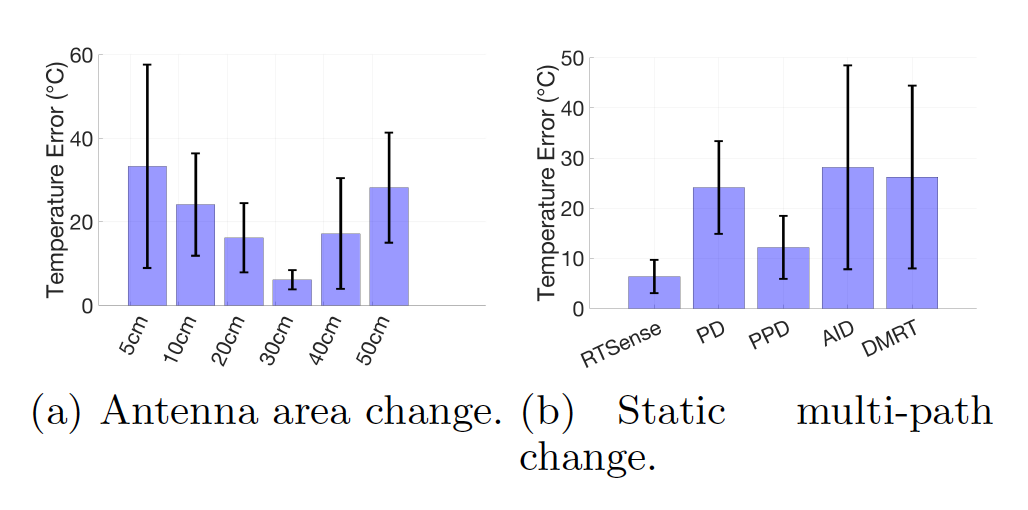 Temperature Error (°C)
60
40
20
0
5cm
10cm
20cm
30cm
40cm
50cm
(a) Antenna area change.
Temperature Error (°C)
50
40
30
20
10
0
RTSense
PD
PPD
AID
DMRT
(b) Static multi-path
change.